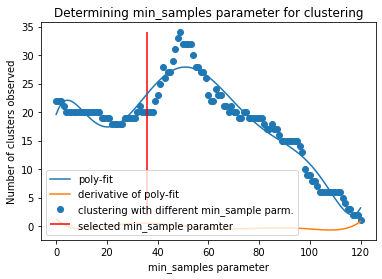 Determining min_samples parameter for clustering
Number of clusters observed
35
30
25
20
15
10
5
0
poly-fit
derivative of poly-fit
clustering with different min_sample parm.
selected min_sample paramter
0
20
40
60
80
100
120
min_samples parameter